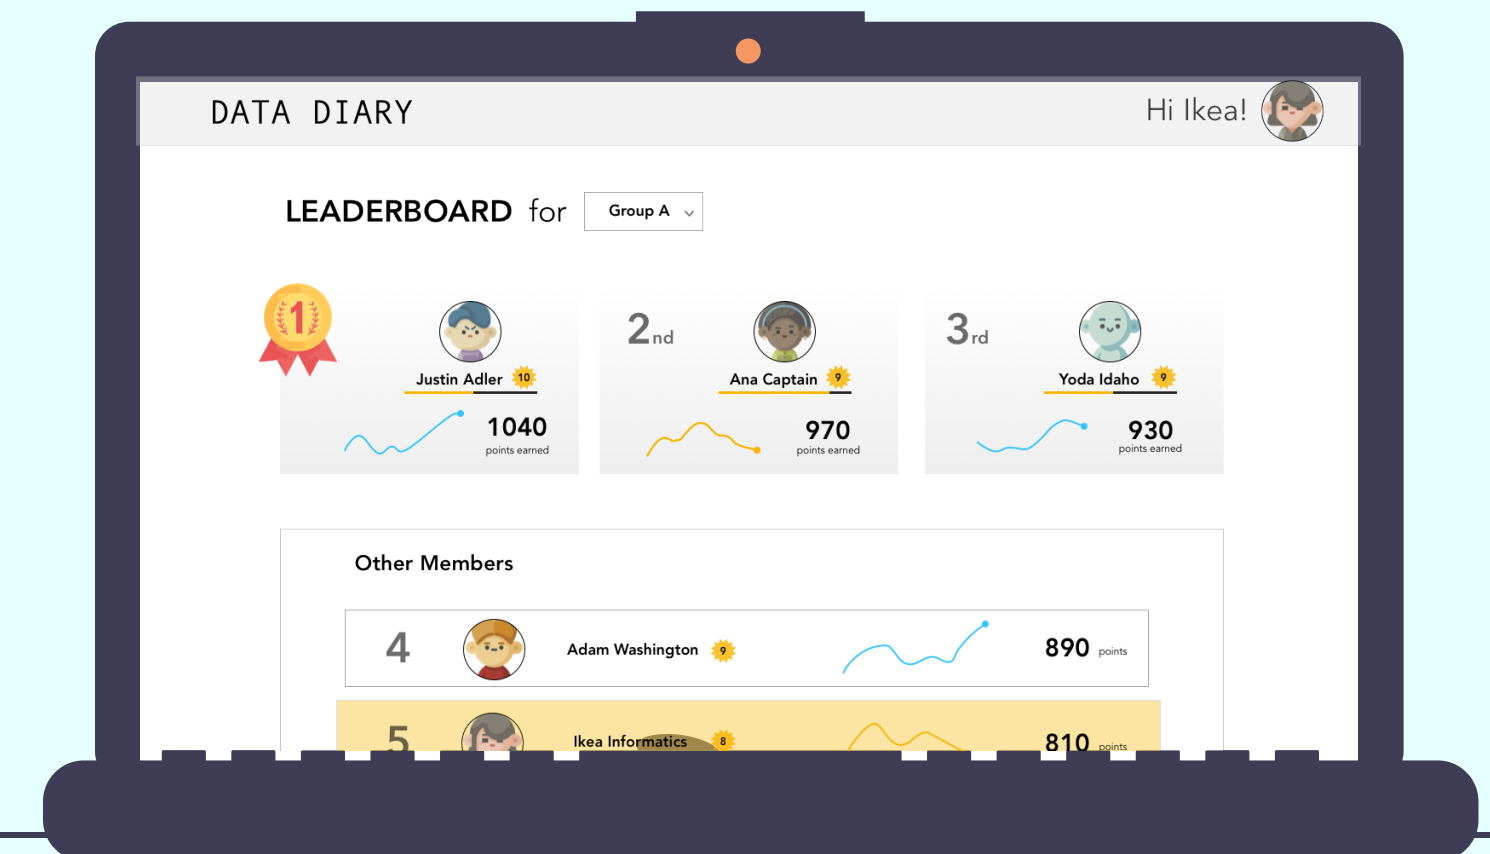 DATA DIARY
Hi Ikea!
LEADERBOARD for Group A
1
Justin Adler 10
1040
points earned
2nd
Ana Captain 9
970
points earned
3rd
Yoda Idaho 9
930
points earned
Other Members
4 Adam Washington 9 890 points
5 Ikea Informatics 8 810 points